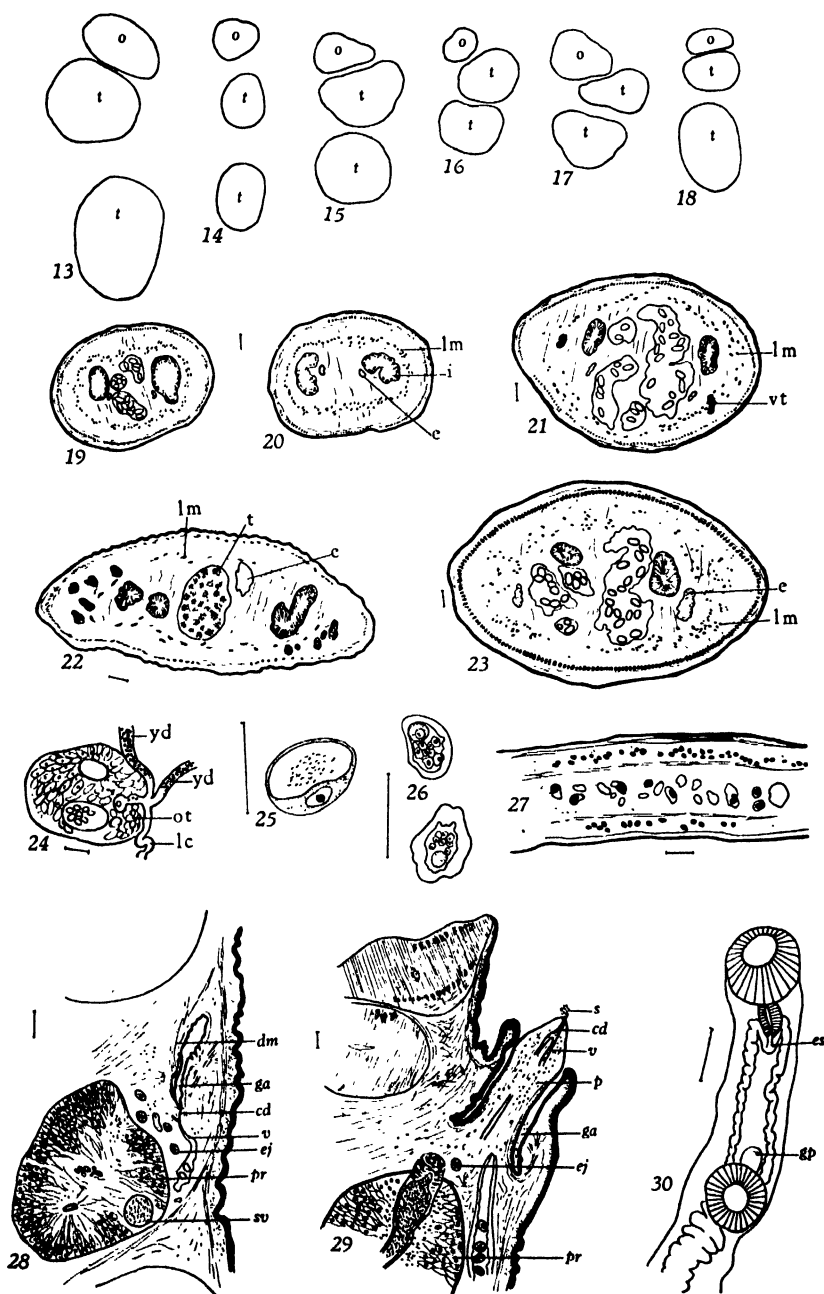 o
t
t
13
o
t
t
14
o
t
t
15
o
t
t
16
o
t
t
17
o
t
t
18
19
lm
i
e
20
lm
vt
21
lm
t
e
22
e
lm
23
yd
yd
ot
lc
24
25
26
27
dm
ga
cd
v
ej
pr
sv
28
s
cd
v
p
ga
ej
pr
29
es
gp
30